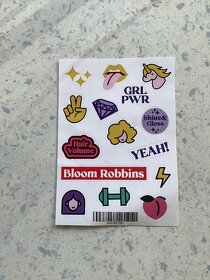 GRL
PWR
Shine&
Gloss
Hair
Volume
YEAH!
Bloom Robbins